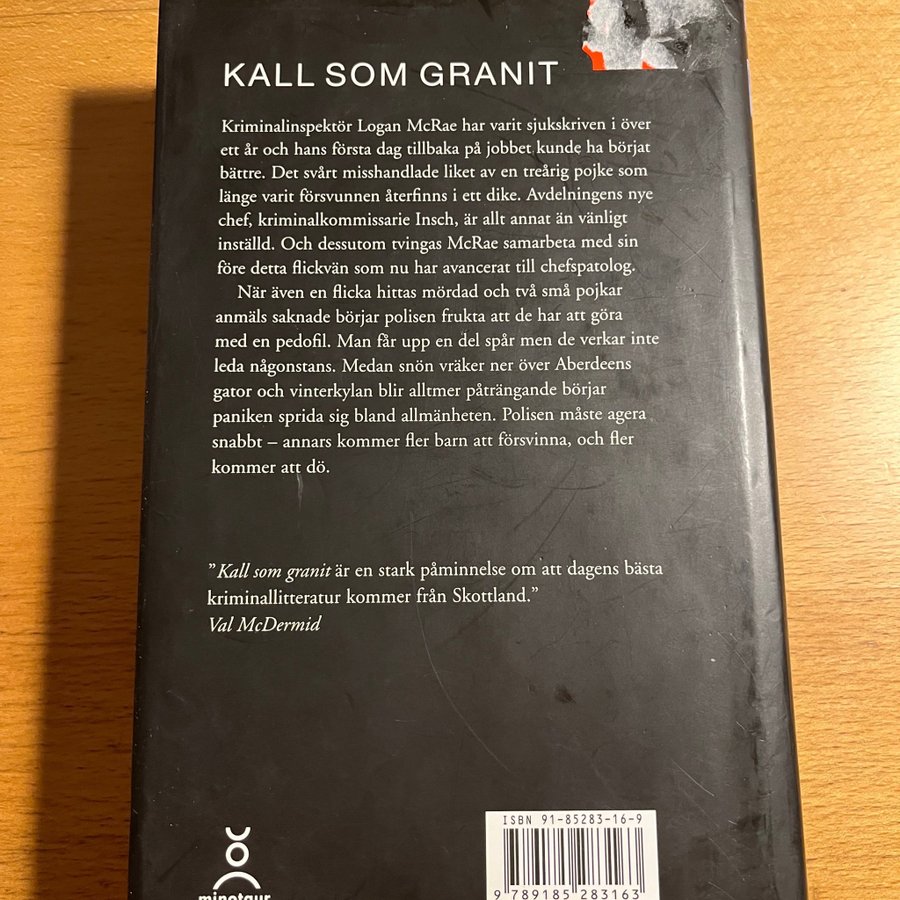 KALL SOM GRANIT
Kriminalinspektör Logan McRae har varit sjukskriven i över
ett år och hans första dag tillbaka på jobbet kunde ha börjat
bättre. Det svårt misshandlade liket av en treårig pojke som
länge varit försvunnen återfinns i ett dike. Avdelningens nye
chef, kriminalkommissarie Insch, är allt annat än vänligt
inställd. Och dessutom tvingas McRae samarbeta med sin
före detta flickvän som nu har avancerat till chefspatolog.
När även en flicka hittas mördad och två små pojkar
anmäls saknade börjar polisen frukta att de har att göra
med en pedofil. Man får upp en del spår men de verkar inte
leda någonstans. Medan snön vräker ner över Aberdeens
gator och vinterkylan blir alltmer påträngande börjar
paniken sprida sig bland allmänheten. Polisen måste agera
snabbt – annars kommer fler barn att försvinna, och fler
kommer att dö.
"Kall som granit är en stark påminnelse om att dagens bästa
kriminallitteratur kommer från Skottland."
Val McDermid
ISBN 91-85283-16-9
9 789185 283163
minotaur